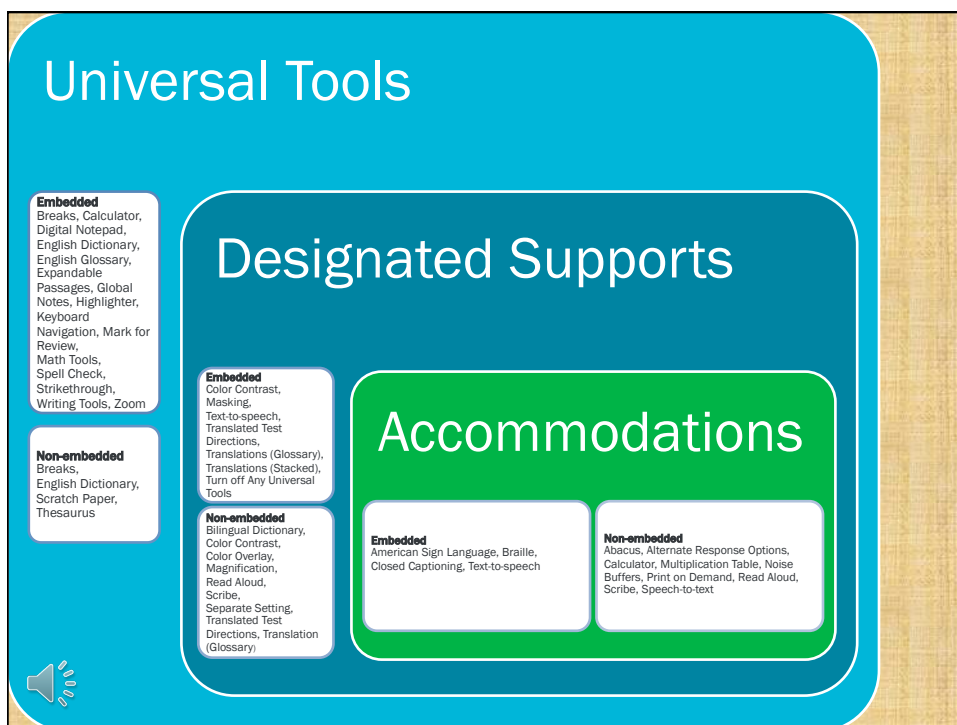 Universal Tools
Embedded
Breaks, Calculator,
Digital Notepad,
English Dictionary,
English Glossary,
Expandable
Passages, Global
Notes, Highlighter,
Keyboard
Navigation, Mark for
Review,
Math Tools,
Spell Check,
Strikethrough,
Writing Tools, Zoom
Non-embedded
Breaks,
English Dictionary,
Scratch Paper,
Thesaurus
Designated Supports
Embedded
Color Contrast,
Masking,
Text-to-speech,
Translated Test
Directions,
Translations (Glossary),
Translations (Stacked),
Turn off Any Universal
Tools
Non-embedded
Bilingual Dictionary,
Color Contrast,
Color Overlay,
Magnification,
Read Aloud,
Scribe,
Separate Setting,
Translated Test
Directions, Translation
(Glossary)
Accommodations
Embedded
American Sign Language, Braille,
Closed Captioning, Text-to-speech
Non-embedded
Abacus, Alternate Response Options,
Calculator, Multiplication Table, Noise
Buffers, Print on Demand, Read Aloud,
Scribe, Speech-to-text